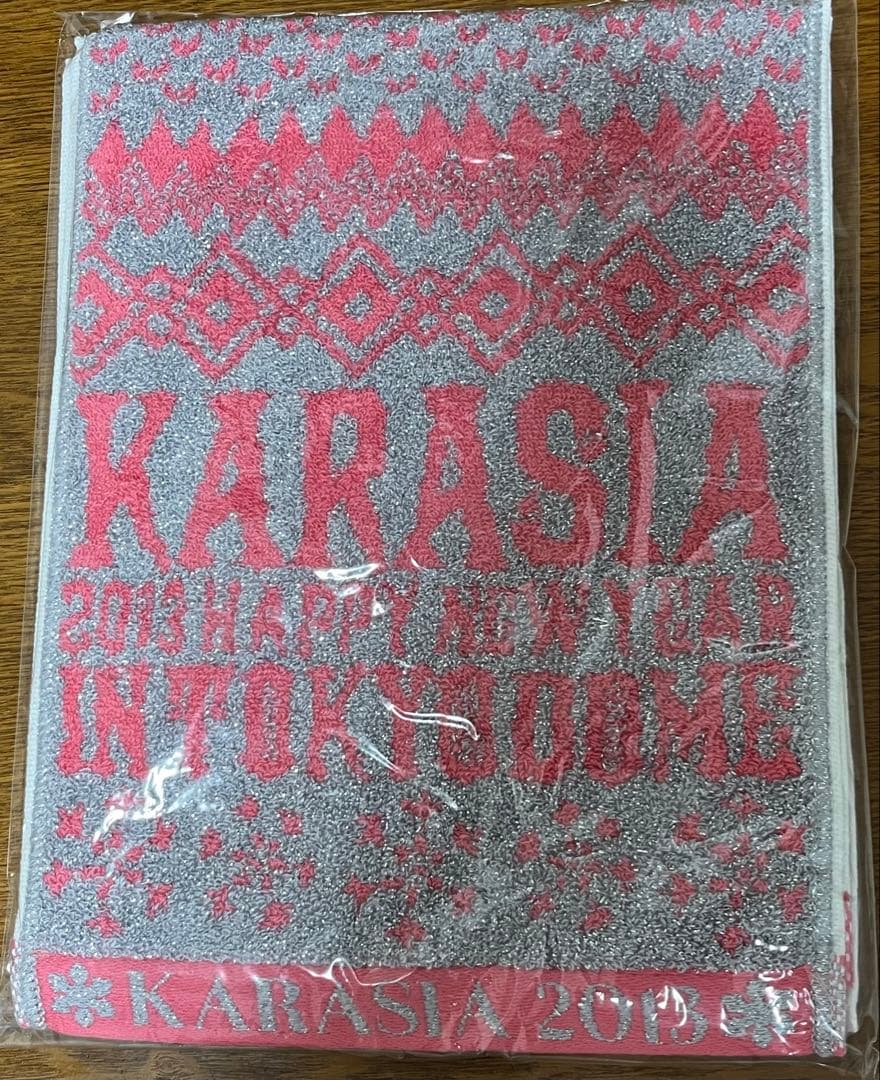 KARASIA
2013 HAPPY NEW YEAR
IN TOKYO DOME
KARASIA 2013